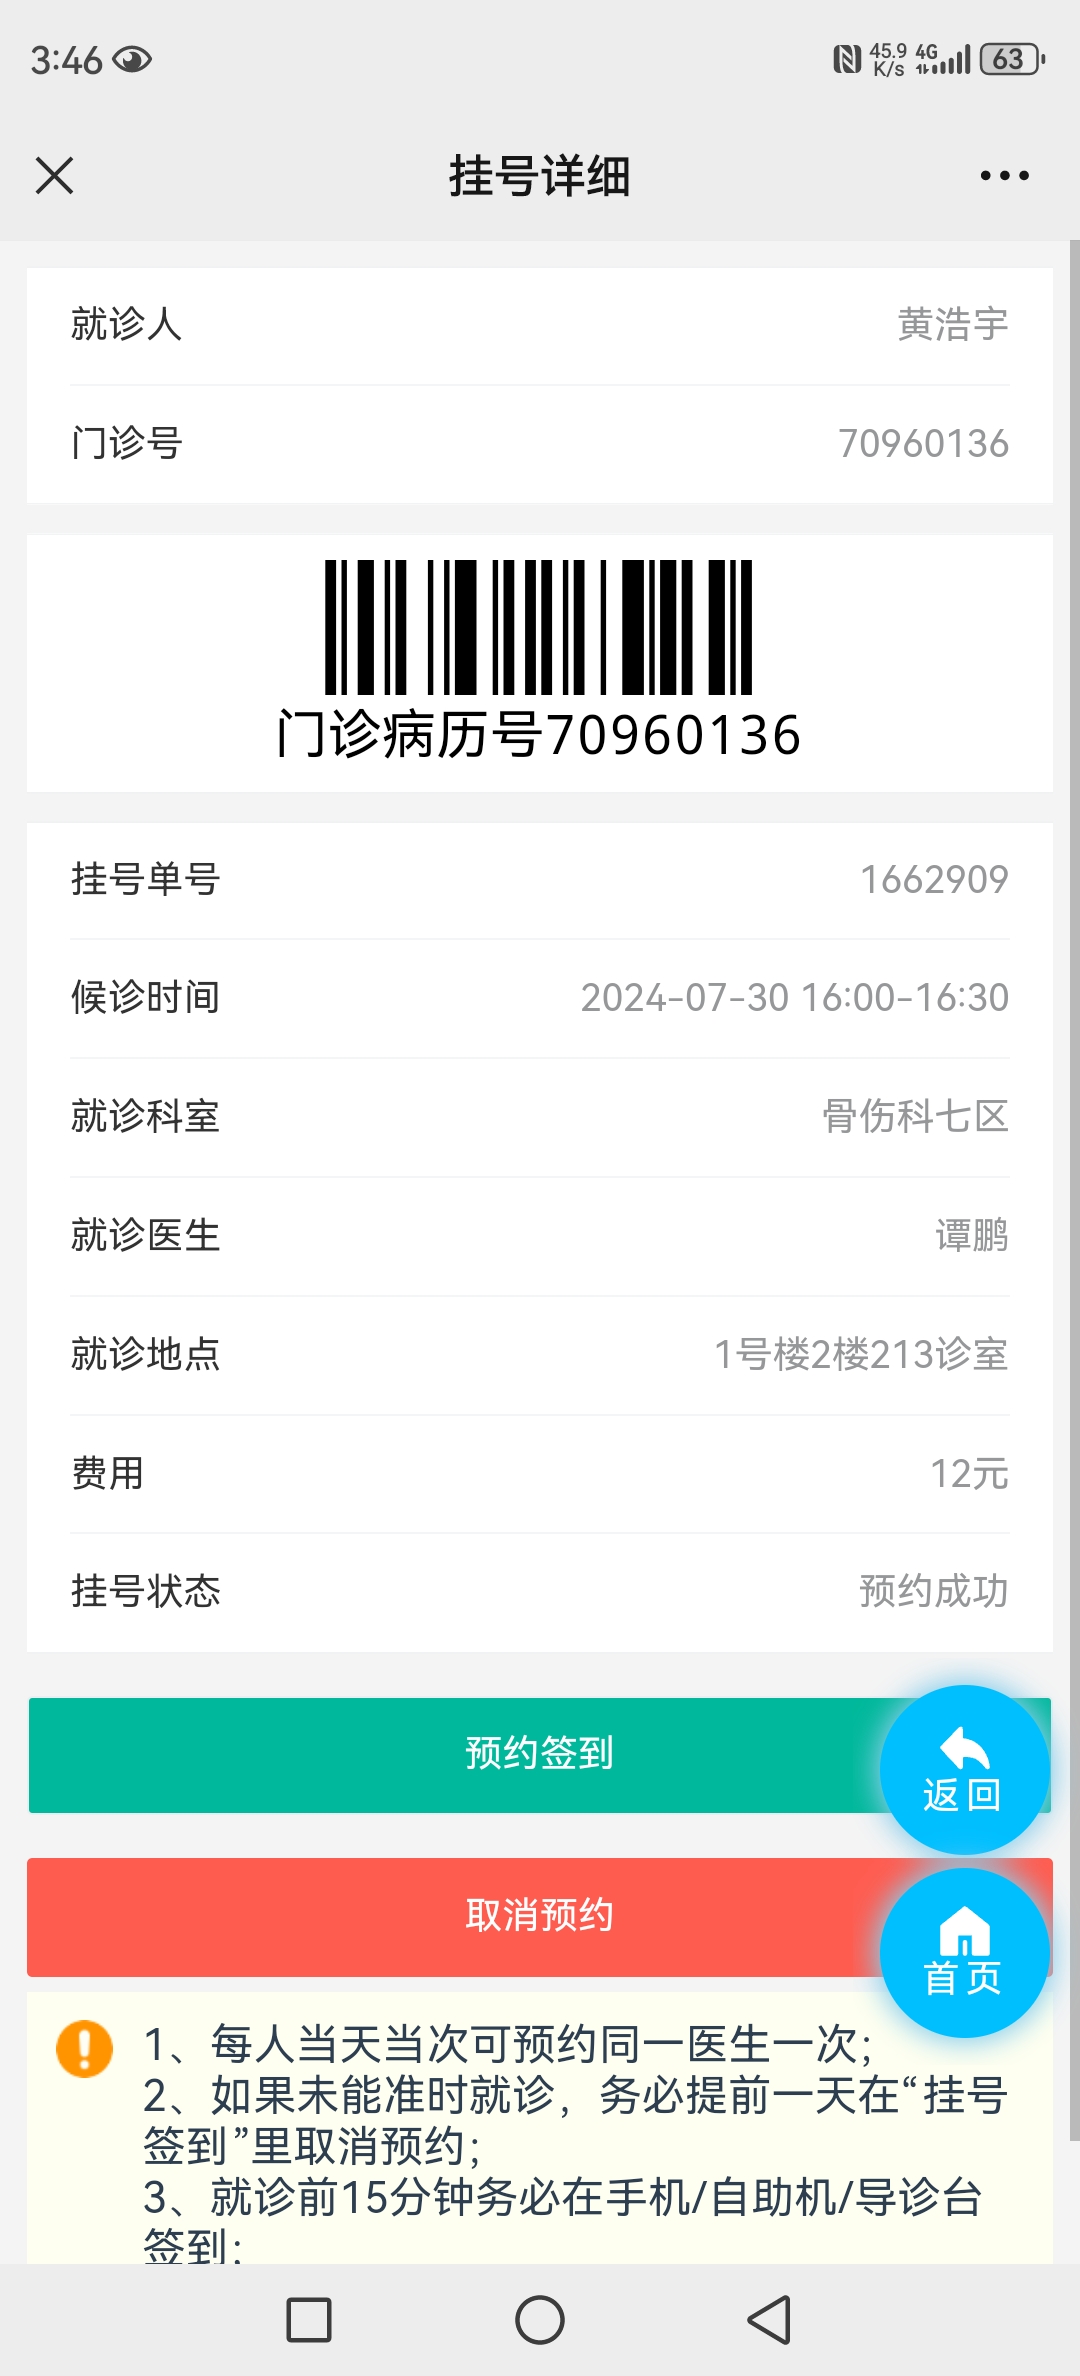 3:46
45.9 K/s 4G 63
挂号详细
就诊人 黄浩宇
门诊号 70960136
门诊病历号70960136
挂号单号 1662909
候诊时间 2024-07-30 16:00-16:30
就诊科室 骨伤科七区
就诊医生 谭鹏
就诊地点 1号楼2楼213诊室
费用 12元
挂号状态 预约成功
预约签到
返回
取消预约
首页
1、每人当天当次可预约同一医生一次;
2、如果未能准时就诊，务必提前一天在“挂号
签到”里取消预约;
3、就诊前15分钟务必在手机/自助机/导诊台
签到;